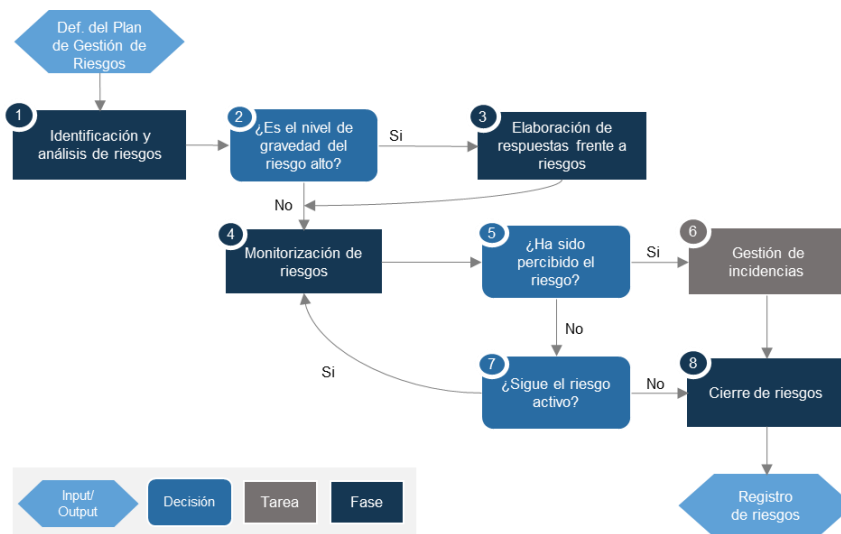 Def. del Plan
de Gestión de
Riesgos
1
Identificación y
análisis de riesgos
2
¿Es el nivel de
gravedad del
riesgo alto?
Si
3
Elaboración de
respuestas frente a
riesgos
No
4
Monitorización de
riesgos
5
¿Ha sido
percibido el
riesgo?
Si
6
Gestión de
incidencias
No
Si
7
¿Sigue el riesgo
activo?
No
8
Cierre de riesgos
Input/
Output
Decisión
Tarea
Fase
Registro
de riesgos